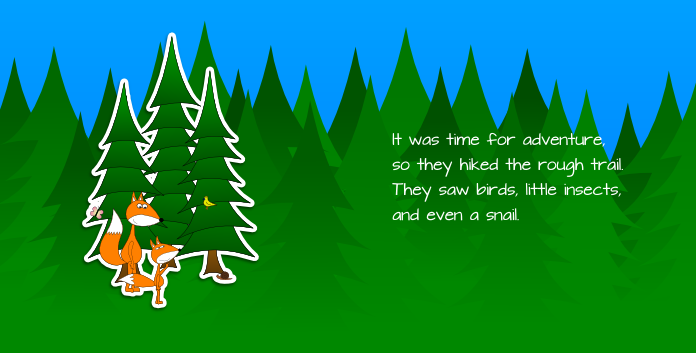 It was time for adventure,
so they hiked the rough trail.
They saw birds, little insects,
and even a snail.